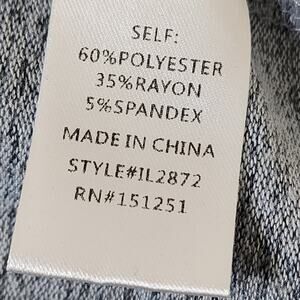 SELF:
60%POLYESTER
35%RAYON
5%SPANDEX
MADE IN CHINA
STYLE#IL2872
RN#151251